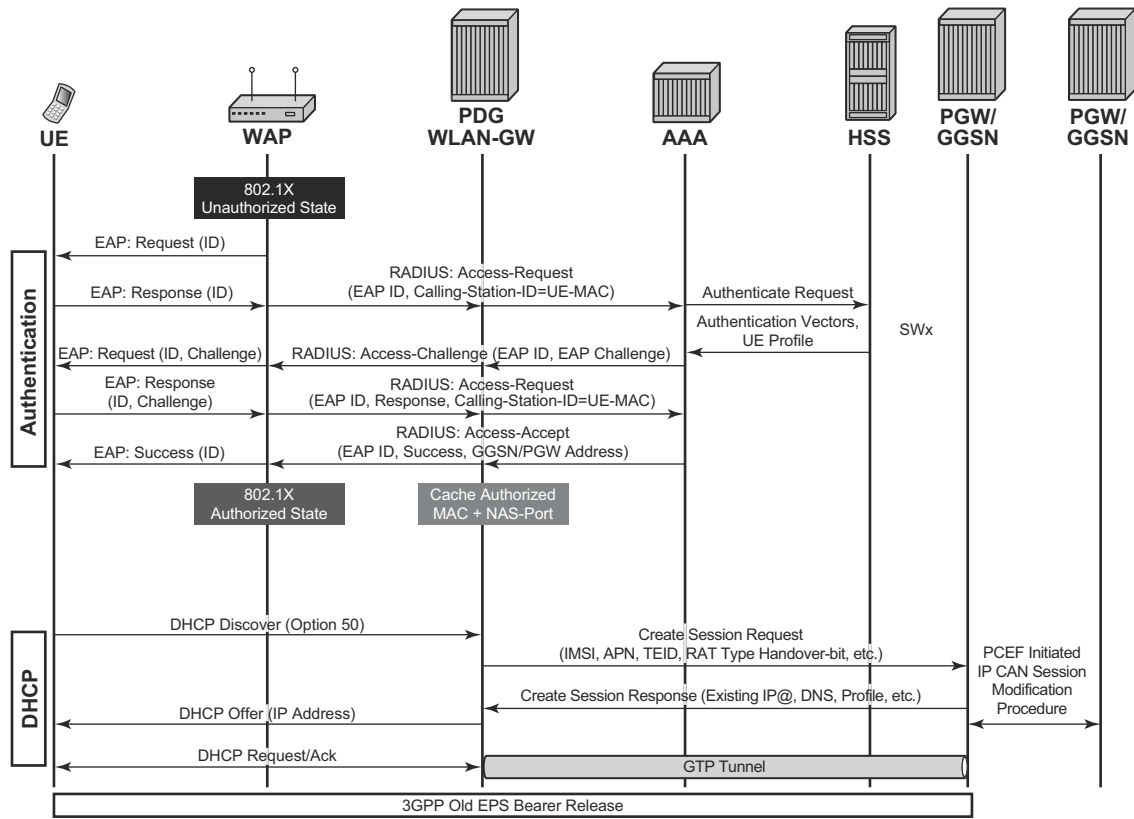 UE
WAP
PDG
WLAN-GW
AAA
HSS
PGW/
GGSN
PGW/
GGSN
802.1X
Unauthorized State
Authentication
EAP: Request (ID)
EAP: Response (ID)
RADIUS: Access-Request
(EAP ID, Calling-Station-ID=UE-MAC)
Authenticate Request
Authentication Vectors,
UE Profile
SWx
EAP: Request (ID, Challenge)
RADIUS: Access-Challenge (EAP ID, EAP Challenge)
EAP: Response
(ID, Challenge)
RADIUS: Access-Request
(EAP ID, Response, Calling-Station-ID=UE-MAC)
RADIUS: Access-Accept
(EAP ID, Success, GGSN/PGW Address)
EAP: Success (ID)
802.1X
Authorized State
Cache Authorized
MAC + NAS-Port
DHCP
DHCP Discover (Option 50)
Create Session Request
(IMSI, APN, TEID, RAT Type Handover-bit, etc.)
PCEF Initiated
IP CAN Session
Modification
Procedure
Create Session Response (Existing IP@, DNS, Profile, etc.)
DHCP Offer (IP Address)
DHCP Request/Ack
GTP Tunnel
3GPP Old EPS Bearer Release